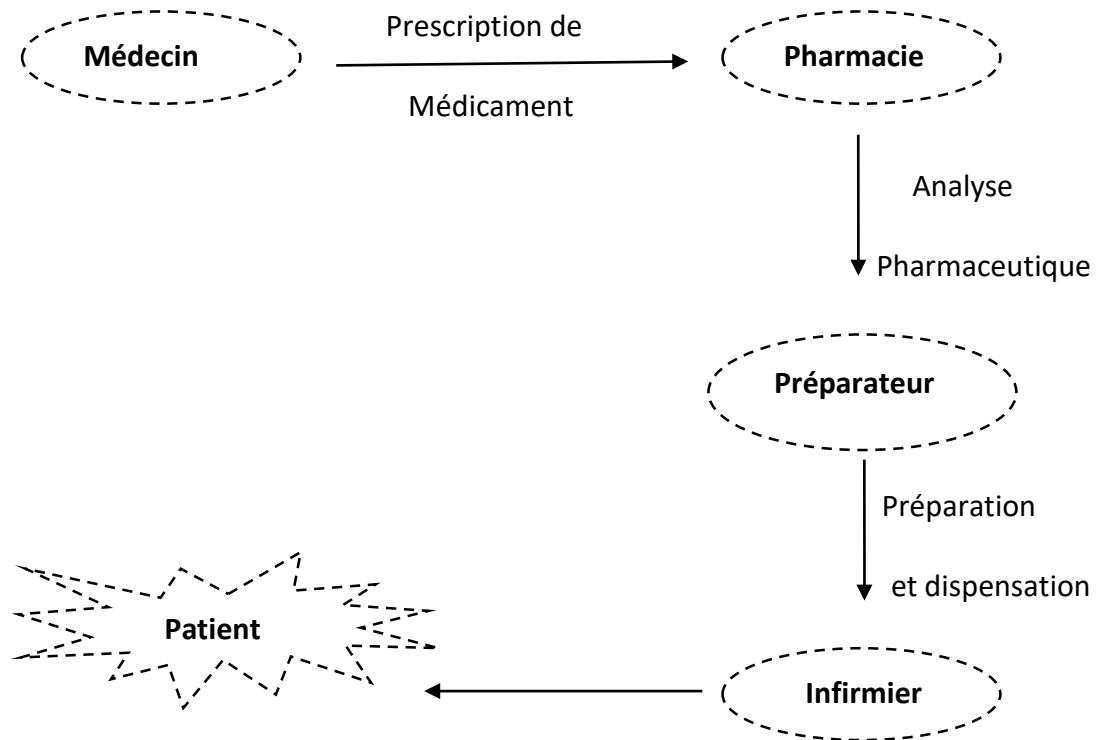 Médecin
Prescription de
Médicament
Pharmacie
Analyse
Pharmaceutique
Préparateur
Préparation
et dispensation
Infirmier
Patient